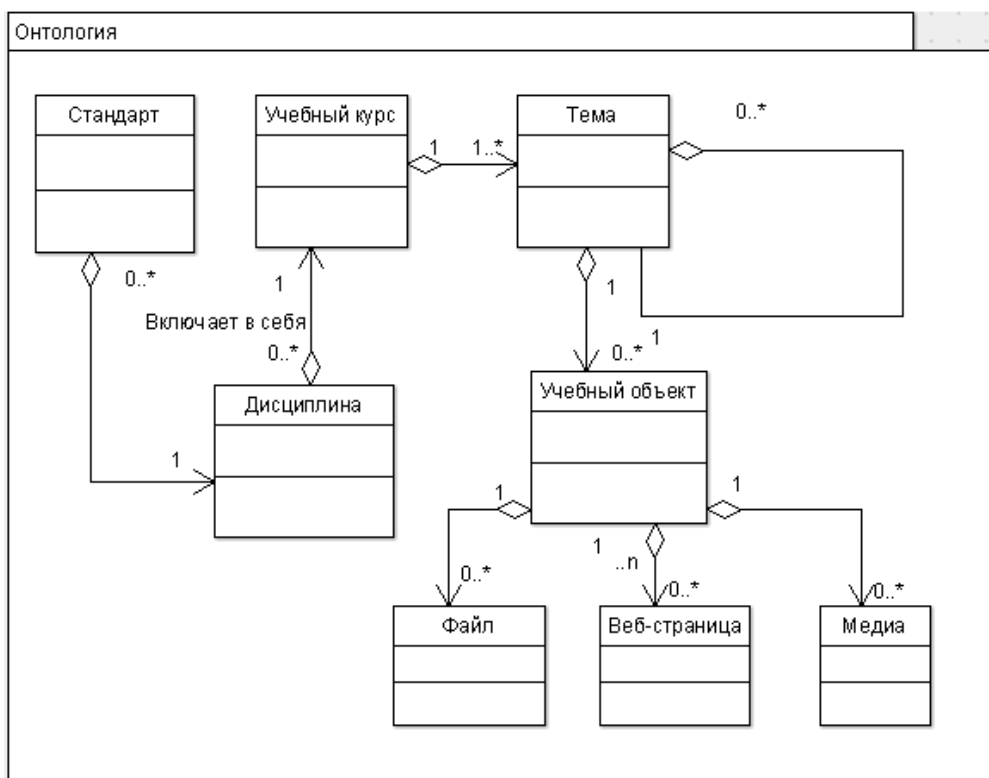 Онтология
Стандарт
Учебный курс
Тема
0..*
1
1..*
0..*
1
1
Включает в себя
0..*
1
0..*
1
Дисциплина
Учебный объект
1
1
1
1
..n
0..*
0..*
0..*
Файл
Веб-страница
Медиа